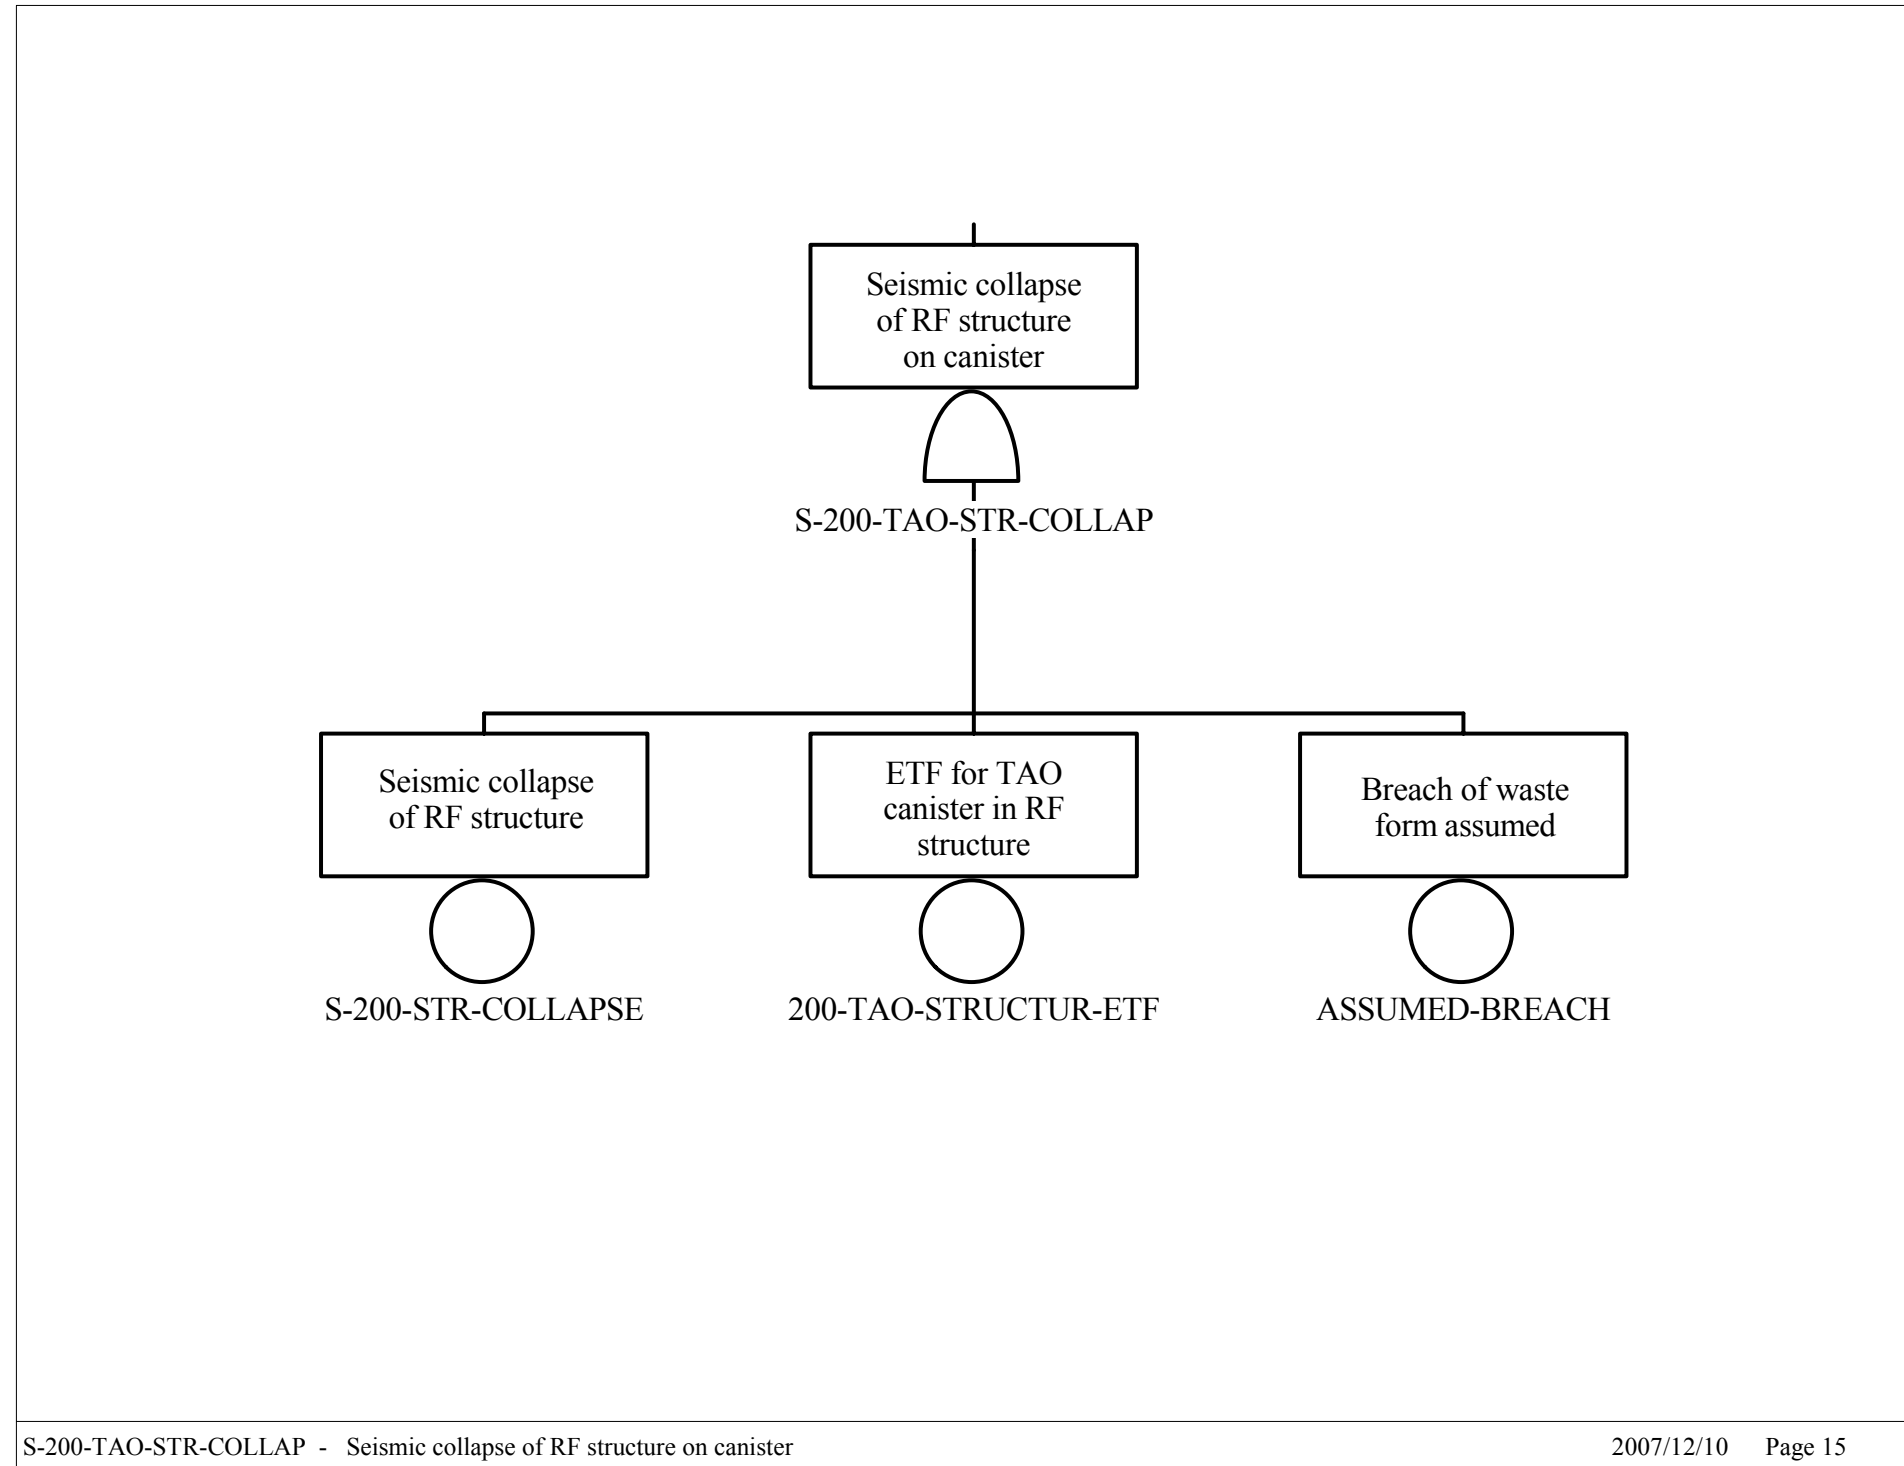 Seismic collapse
of RF structure
on canister
S-200-TAO-STR-COLLAP
Seismic collapse
of RF structure
ETF for TAO
canister in RF
structure
Breach of waste
form assumed
S-200-STR-COLLAPSE
200-TAO-STRUCTUR-ETF
ASSUMED-BREACH
S-200-TAO-STR-COLLAP - Seismic collapse of RF structure on canister
2007/12/10 Page 15